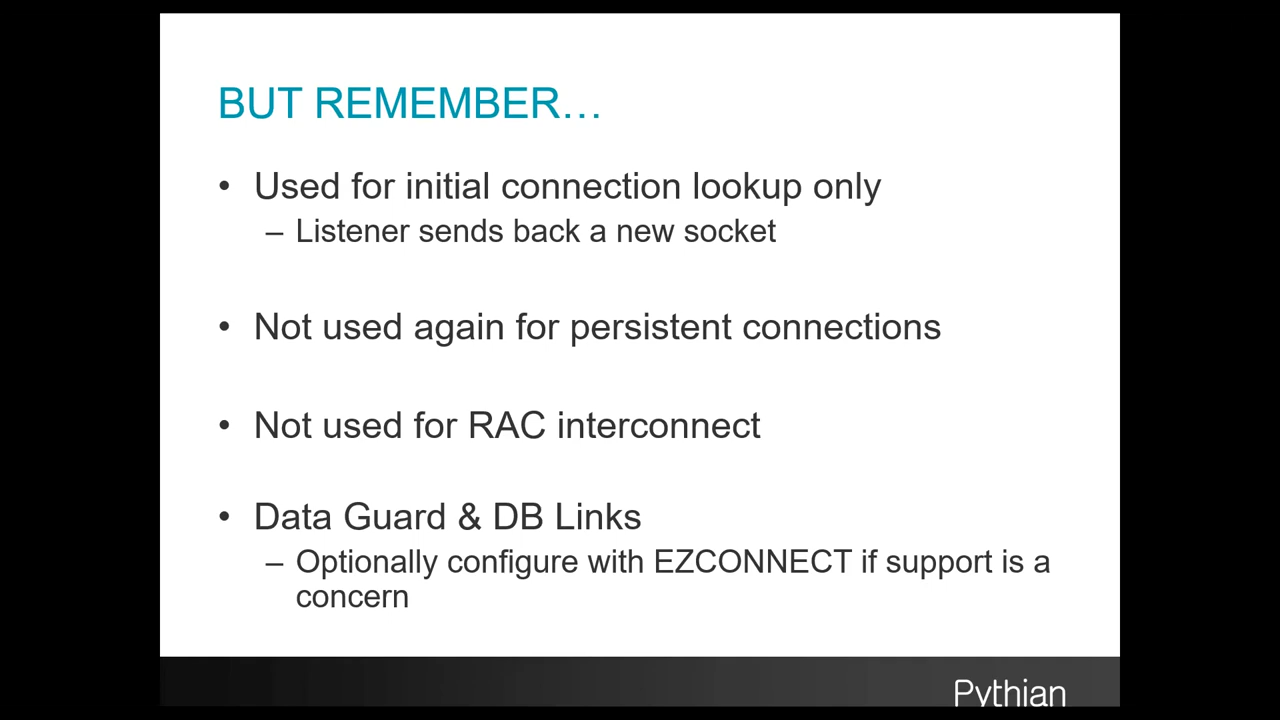 BUT REMEMBER…
• Used for initial connection lookup only
– Listener sends back a new socket
• Not used again for persistent connections
• Not used for RAC interconnect
• Data Guard & DB Links
– Optionally configure with EZCONNECT if support is a
concern
Pythian